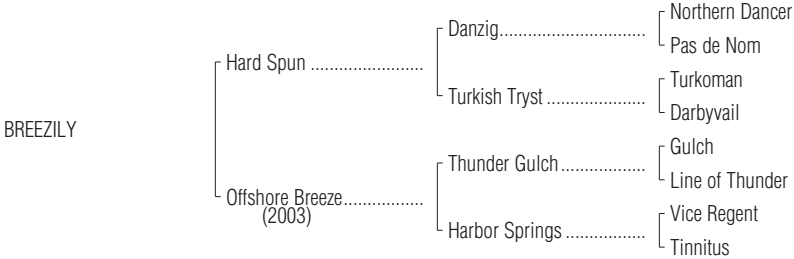 Northern Dancer
Danzig..............................
Pas de Nom
Hard Spun .......................
Turkoman
Turkish Tryst ....................
Darbyvail
BREEZILY
Gulch
Thunder Gulch.................
Line of Thunder
Offshore Breeze................
(2003)
Vice Regent
Harbor Springs ................
Tinnitus